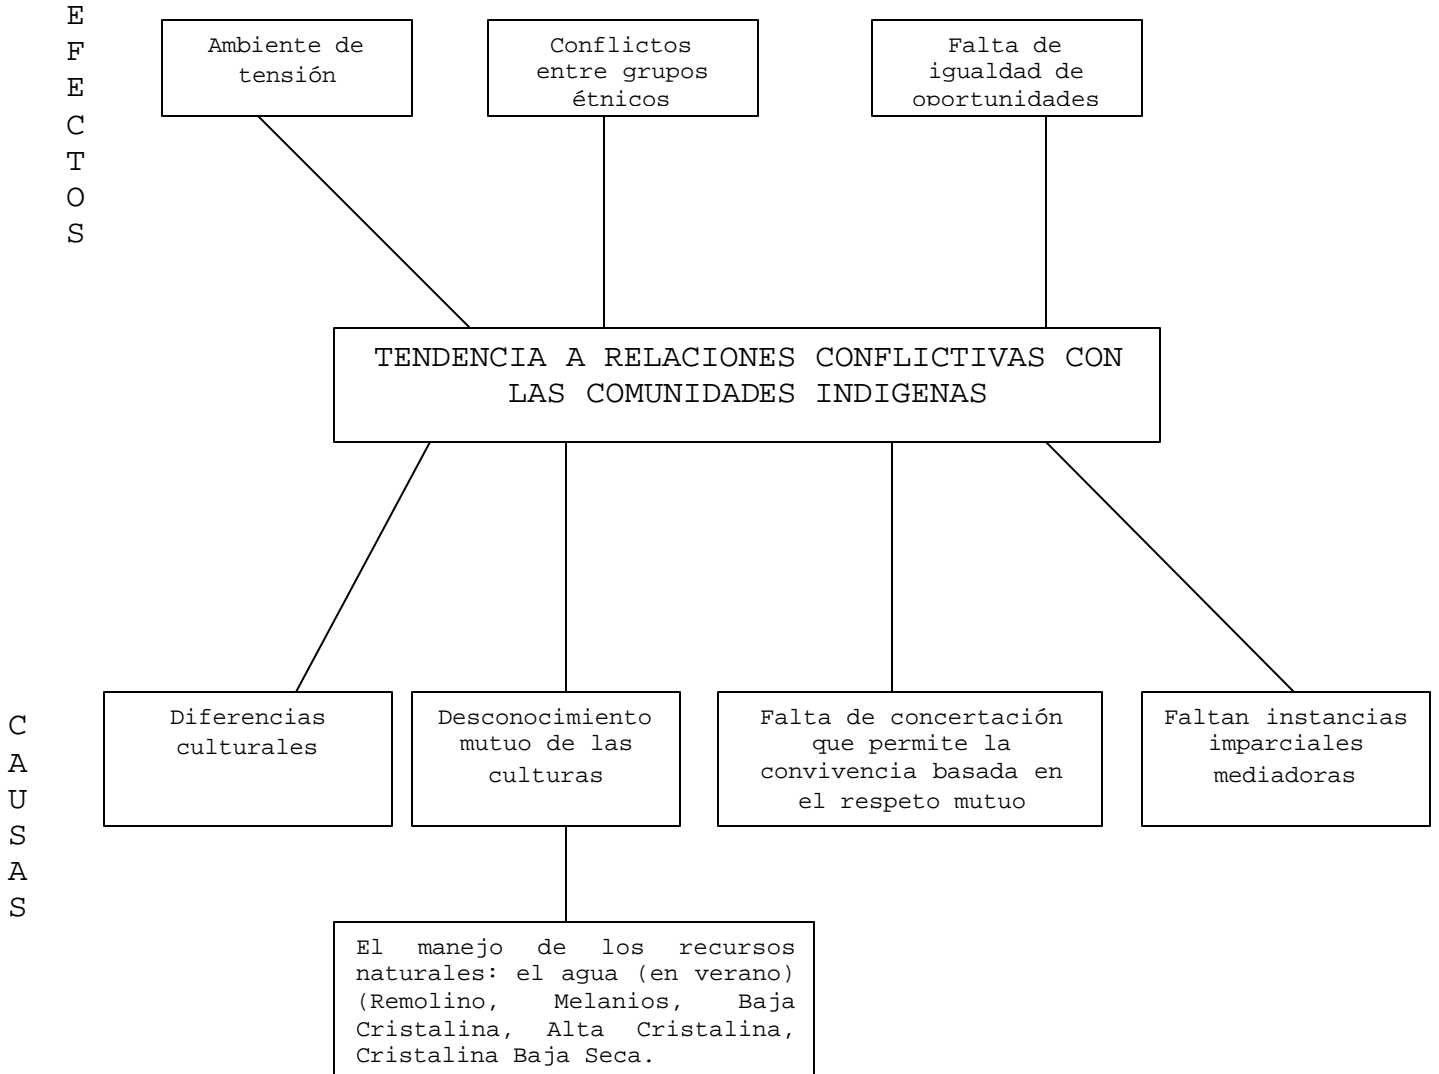 E
F
E
C
T
O
S
Ambiente de
tensión
Conflictos
entre grupos
étnicos
Falta de
igualdad de
oportunidades
TENDENCIA A RELACIONES CONFLICTIVAS CON
LAS COMUNIDADES INDIGENAS
C
A
U
S
A
S
Diferencias
culturales
Desconocimiento
mutuo de las
culturas
Falta de concertación
que permite la
convivencia basada en
el respeto mutuo
Faltan instancias
imparciales
mediadoras
El manejo de los recursos
naturales: el agua (en verano)
(Remolino, Melanios, Baja
Cristalina, Alta Cristalina,
Cristalina Baja Seca.